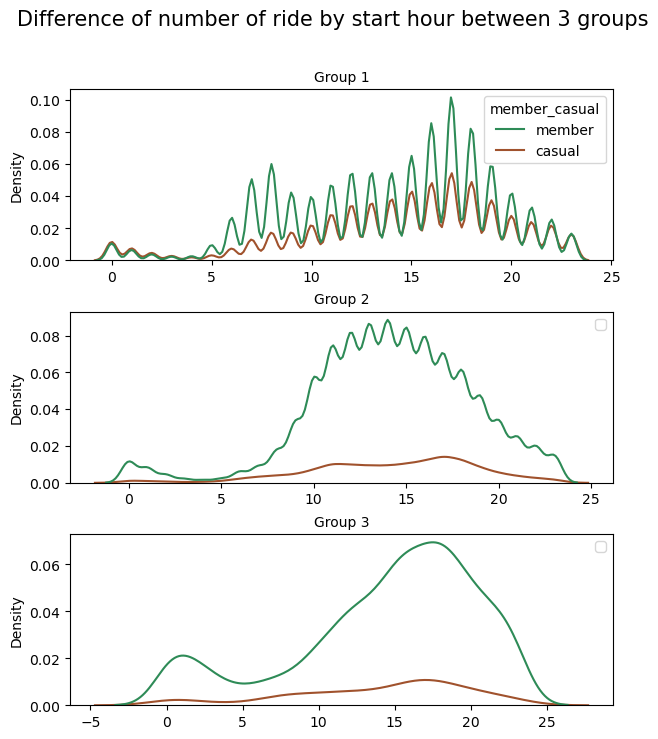 Difference of number of ride by start hour between 3 groups
Group 1
Density
0.10
0.08
0.06
0.04
0.02
0.00
member_casual
member
casual
0 5 10 15 20 25
Group 2
Density
0.08
0.06
0.04
0.02
0.00
0 5 10 15 20 25
Group 3
Density
0.06
0.04
0.02
0.00
−5 0 5 10 15 20 25